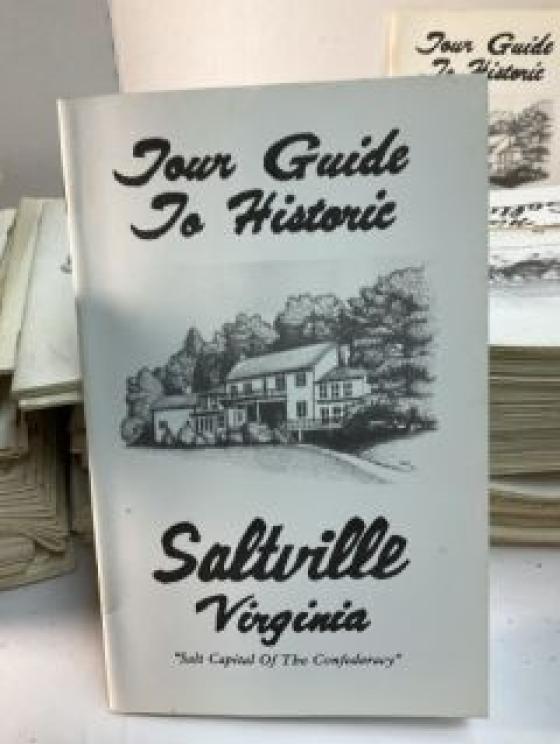 Tour Guide
To Historic
Saltville
Virginia
"Salt Capital Of The Confederacy"
Tour Guide
To Historic